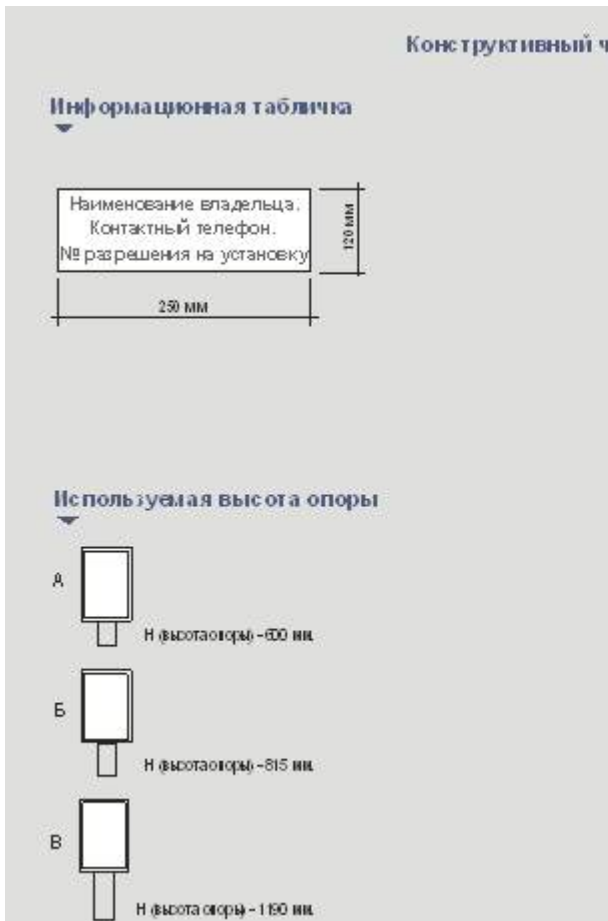 Конструктивный ч
Информационная табличка
Наименование владельца.
Контактный телефон.
№ разрешения на установку
120 мм
250 мм
Используемая высота опоры
А
Н (высота опоры) - 600 мм.
Б
Н (высота опоры) - 815 мм.
В
Н (высота опоры) - 1190 мм.